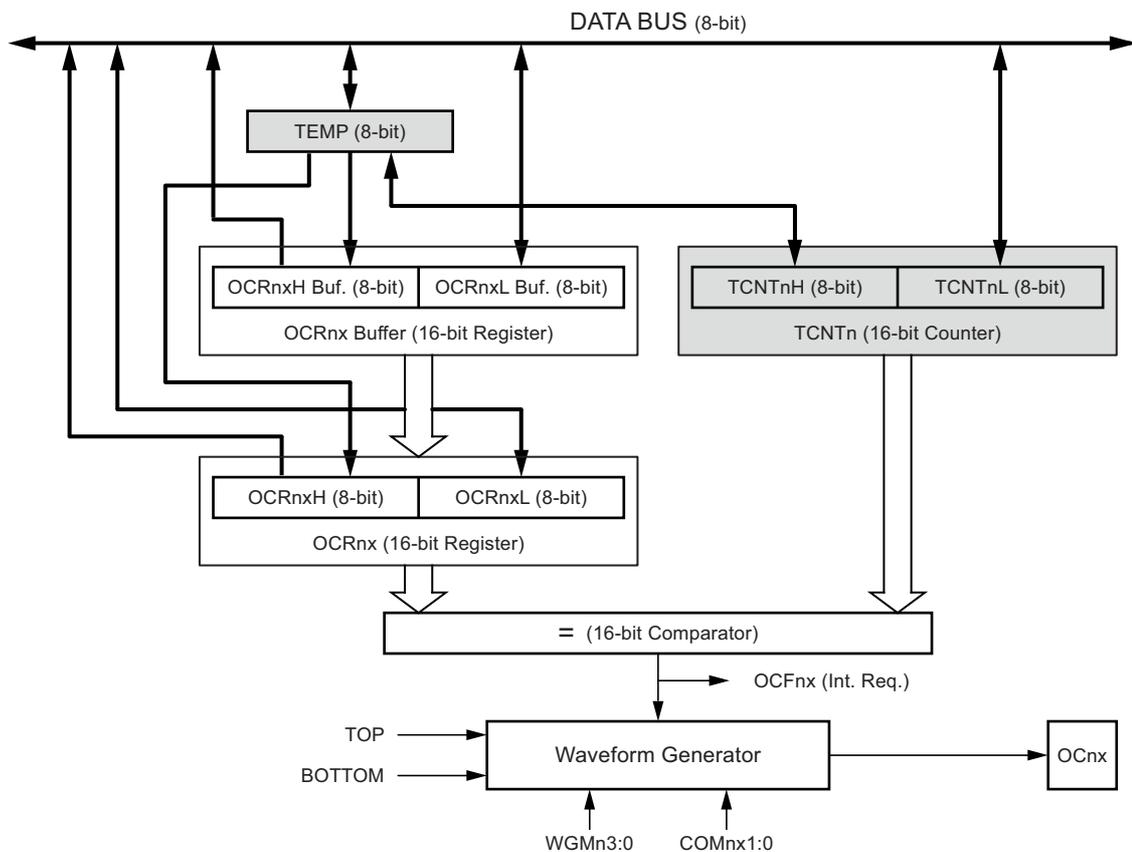 DATA BUS (8-bit)
TEMP (8-bit)
OCRnxH Buf. (8-bit)
OCRnxL Buf. (8-bit)
OCRnx Buffer (16-bit Register)
TCNTnH (8-bit)
TCNTnL (8-bit)
TCNTn (16-bit Counter)
OCRnxH (8-bit)
OCRnxL (8-bit)
OCRnx (16-bit Register)
= (16-bit Comparator)
OCFnx (Int. Req.)
TOP
BOTTOM
Waveform Generator
OCnx
WGMn3:0
COMnx1:0